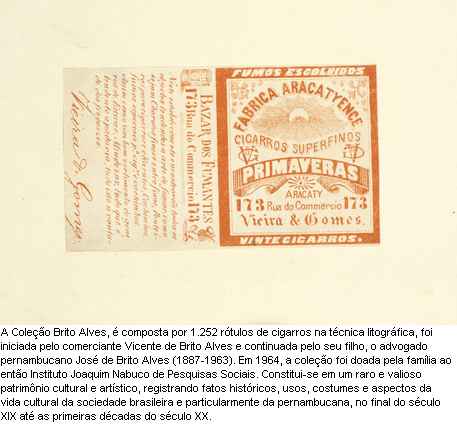 FUMOS ESCOLHIDOS
FABRICA ARACATYENCE
CIGARROS SUPERFINOS
PRIMAVERAS
ARACATY
173 Rua do Commercio 173
Vieira & Gomes.
VINTE CIGARROS.
BAZAR DOS FUMANTES
173 Rua do Commercio 173
Vieira & Gomes.
A Coleção Brito Alves, é composta por 1.252 rótulos de cigarros na técnica litográfica, foi
iniciada pelo comerciante Vicente de Brito Alves e continuada pelo seu filho, o advogado
pernambucano José de Brito Alves (1887-1963). Em 1964, a coleção foi doada pela família ao
então Instituto Joaquim Nabuco de Pesquisas Sociais. Constitui-se em um raro e valioso
patrimônio cultural e artístico, registrando fatos históricos, usos, costumes e aspectos da
vida cultural da sociedade brasileira e particularmente da pernambucana, no final do século
XIX até as primeiras décadas do século XX.